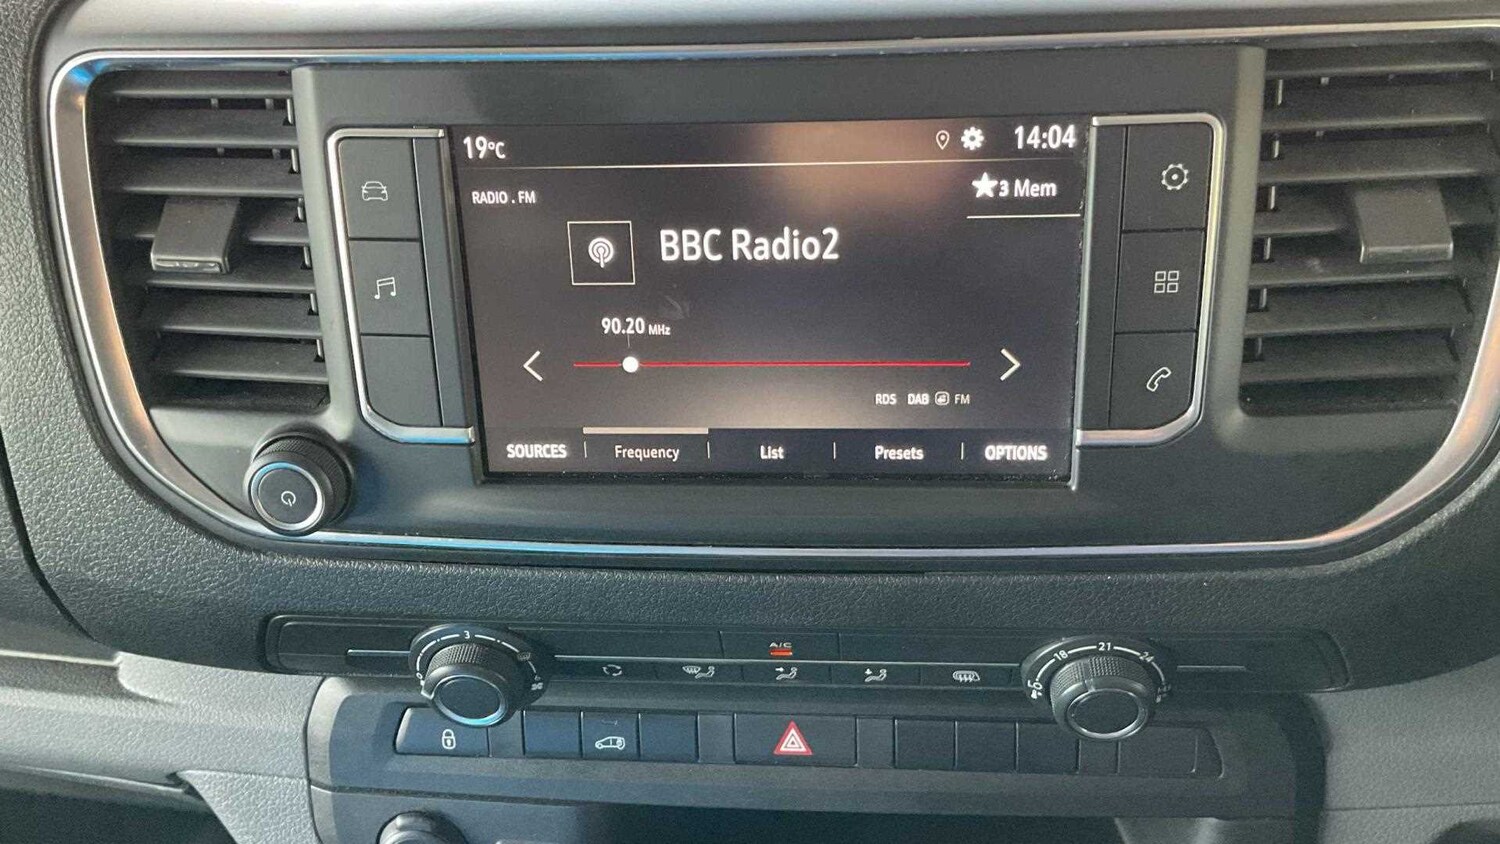 19°C
14:04
RADIO . FM
3 Mem
BBC Radio2
90.20 MHz
RDS DAB FM
SOURCES Frequency List Presets OPTIONS
3
A/C
18 21 24